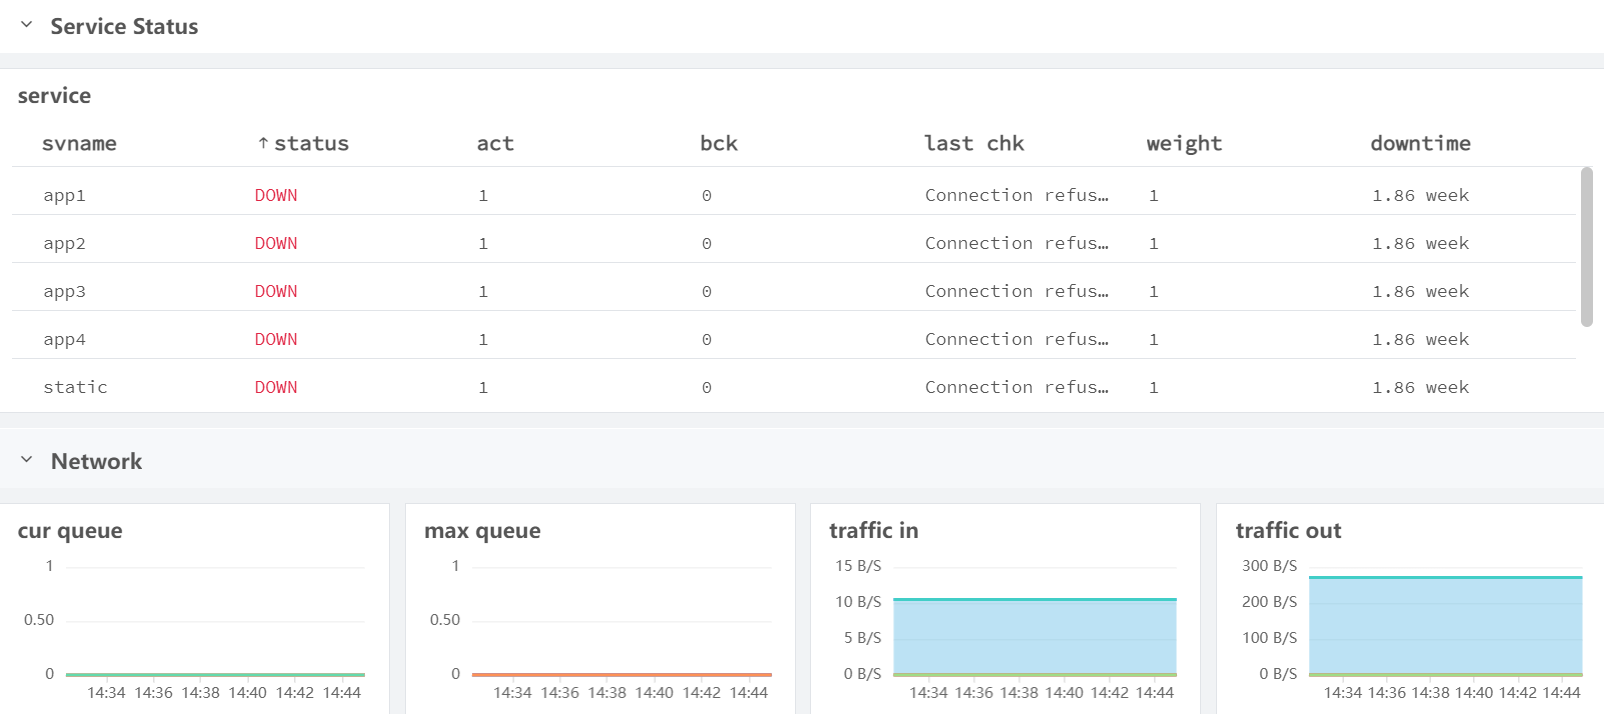 Service Status
service
svname ↑ status act bck last chk weight downtime
app1 DOWN 1 0 Connection refus… 1 1.86 week
app2 DOWN 1 0 Connection refus… 1 1.86 week
app3 DOWN 1 0 Connection refus… 1 1.86 week
app4 DOWN 1 0 Connection refus… 1 1.86 week
static DOWN 1 0 Connection refus… 1 1.86 week
Network
cur queue
1
0.50
0
14:34 14:36 14:38 14:40 14:42 14:44
max queue
1
0.50
0
14:34 14:36 14:38 14:40 14:42 14:44
traffic in
15 B/S
10 B/S
5 B/S
0 B/S
14:34 14:36 14:38 14:40 14:42 14:44
traffic out
300 B/S
200 B/S
100 B/S
0 B/S
14:34 14:36 14:38 14:40 14:42 14:44